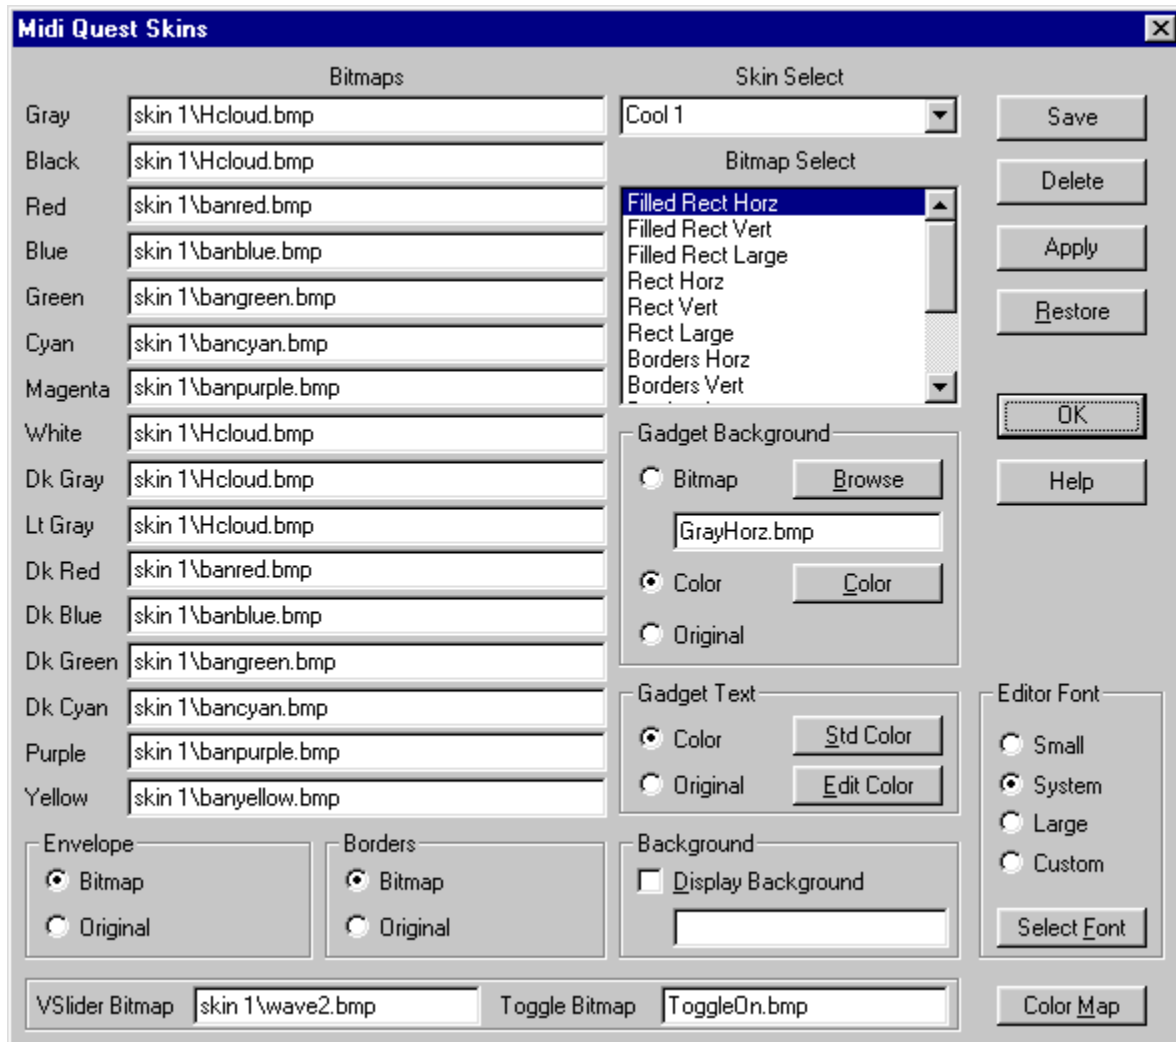 Midi Quest Skins
Bitmaps
Gray skin 1\Hcloud.bmp
Black skin 1\Hcloud.bmp
Red skin 1\banred.bmp
Blue skin 1\banblue.bmp
Green skin 1\bangreen.bmp
Cyan skin 1\bancyan.bmp
Magenta skin 1\banpurple.bmp
White skin 1\Hcloud.bmp
Dk Gray skin 1\Hcloud.bmp
Lt Gray skin 1\Hcloud.bmp
Dk Red skin 1\banred.bmp
Dk Blue skin 1\banblue.bmp
Dk Green skin 1\bangreen.bmp
Dk Cyan skin 1\bancyan.bmp
Purple skin 1\banpurple.bmp
Yellow skin 1\banyellow.bmp
Skin Select
Cool 1
Bitmap Select
Filled Rect Horz
Filled Rect Vert
Filled Rect Large
Rect Horz
Rect Vert
Rect Large
Borders Horz
Borders Vert
Gadget Background
Bitmap Browse
GrayHorz.bmp
Color Color
Original
Gadget Text
Color Std Color
Original Edit Color
Save
Delete
Apply
Restore
OK
Help
Editor Font
Small
System
Large
Custom
Select Font
Envelope
Bitmap
Original
Borders
Bitmap
Original
Background
Display Background
VSlider Bitmap skin 1\wave2.bmp Toggle Bitmap ToggleOn.bmp
Color Map